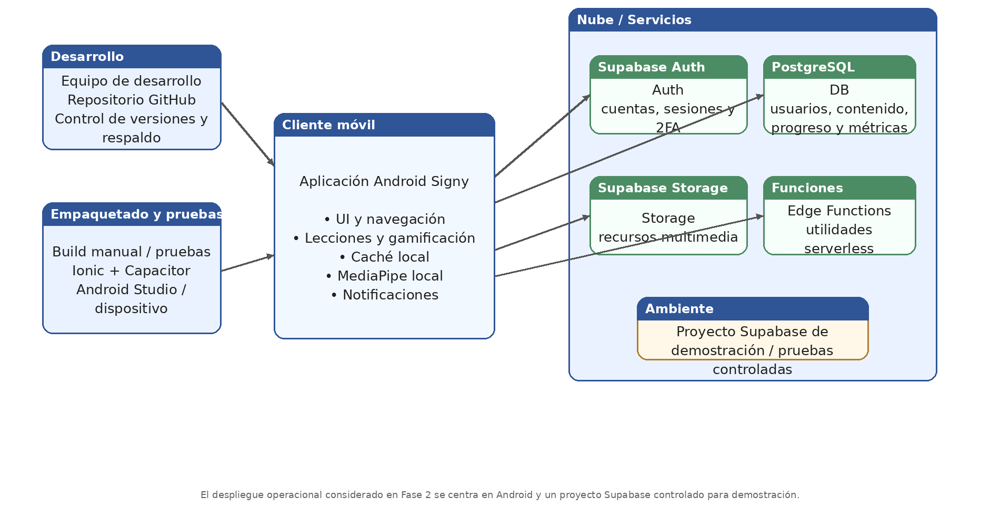 Desarrollo
Equipo de desarrollo
Repositorio GitHub
Control de versiones y
respaldo
Empaquetado y pruebas
Build manual / pruebas
Ionic + Capacitor
Android Studio /
dispositivo
Cliente móvil
Aplicación Android Signy
• UI y navegación
• Lecciones y gamificación
• Caché local
• MediaPipe local
• Notificaciones
Nube / Servicios
Supabase Auth
Auth
cuentas, sesiones y
2FA
PostgreSQL
DB
usuarios, contenido,
progreso y métricas
Supabase Storage
Storage
recursos multimedia
Funciones
Edge Functions
utilidades
serverless
Ambiente
Proyecto Supabase de
demostración / pruebas
controladas
El despliegue operacional considerado en Fase 2 se centra en Android y un proyecto Supabase controlado para demostración.